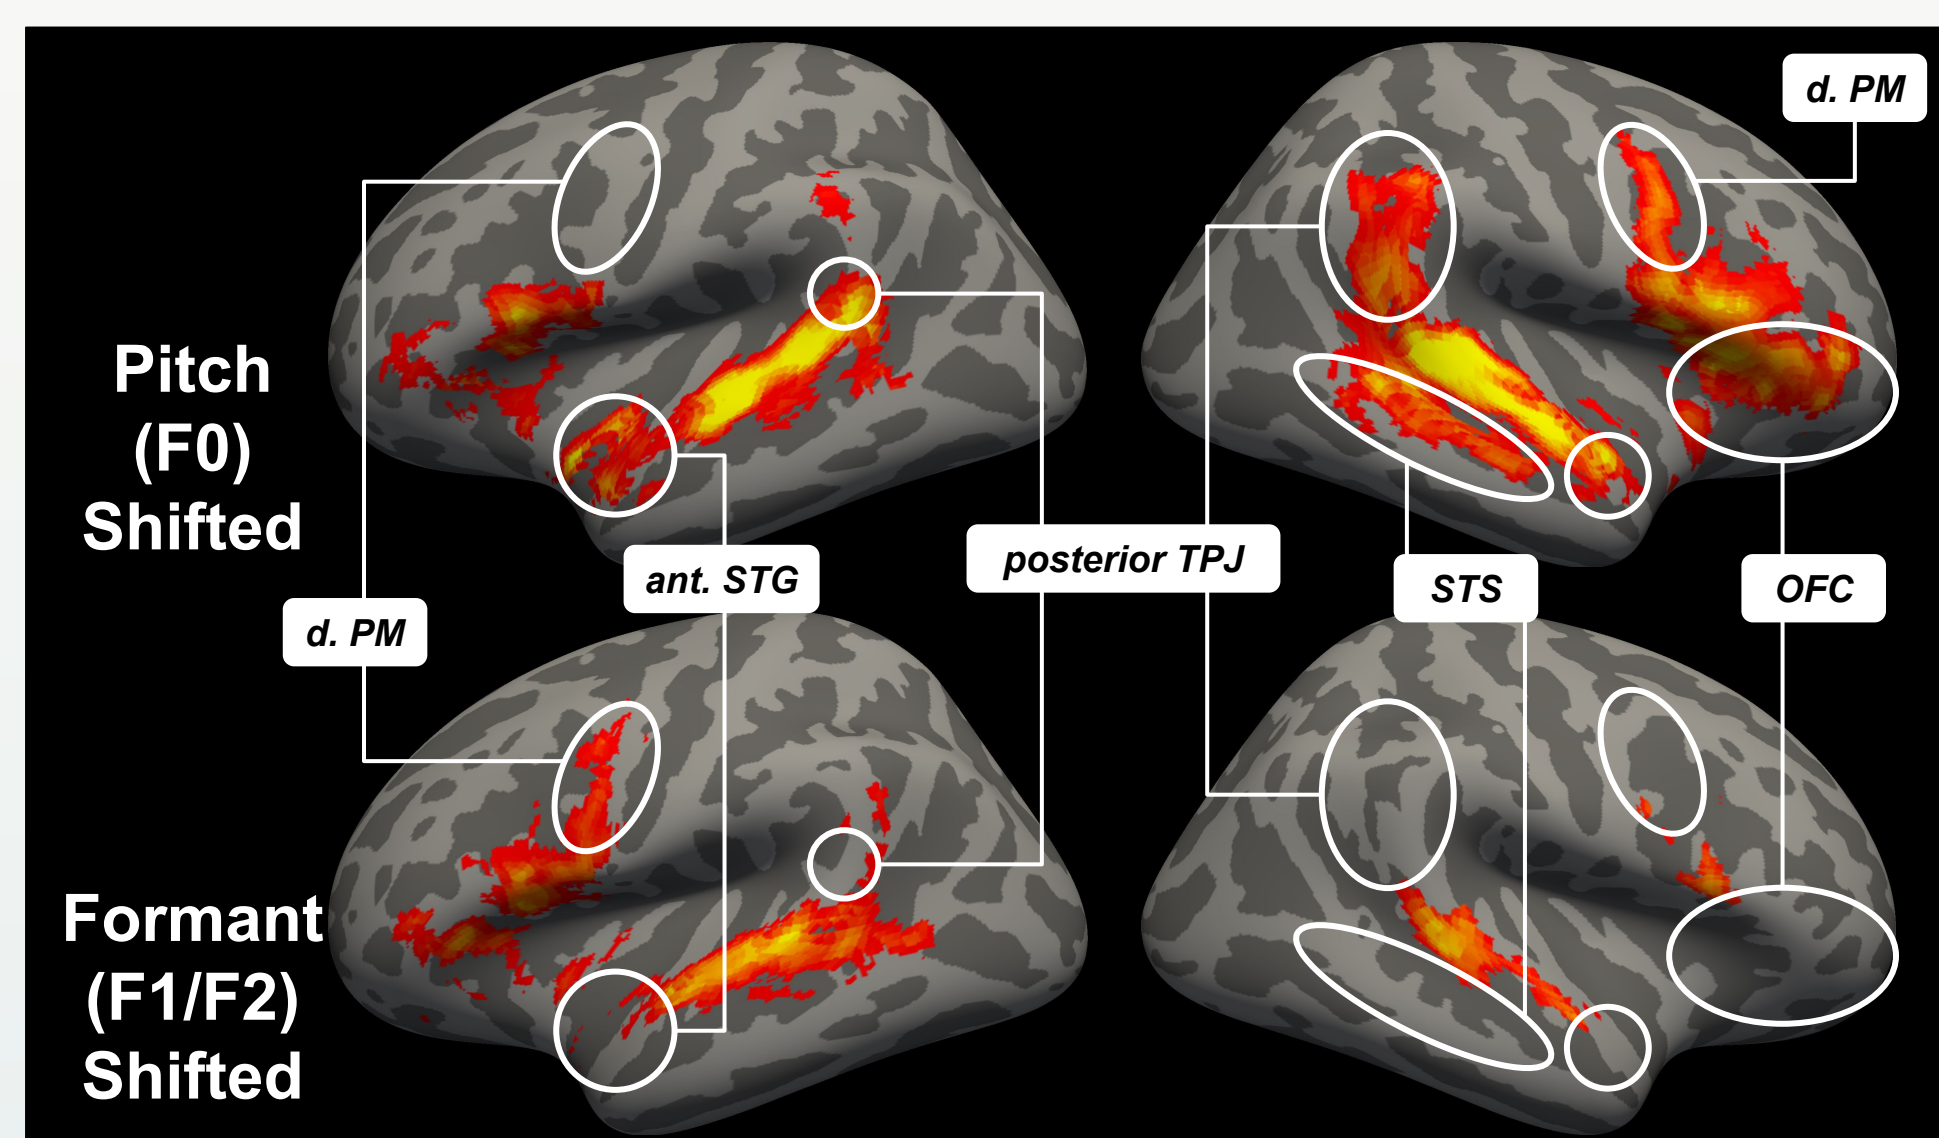 d. PM
Pitch
(F0)
Shifted
ant. STG
posterior TPJ
STS
OFC
d. PM
Formant
(F1/F2)
Shifted